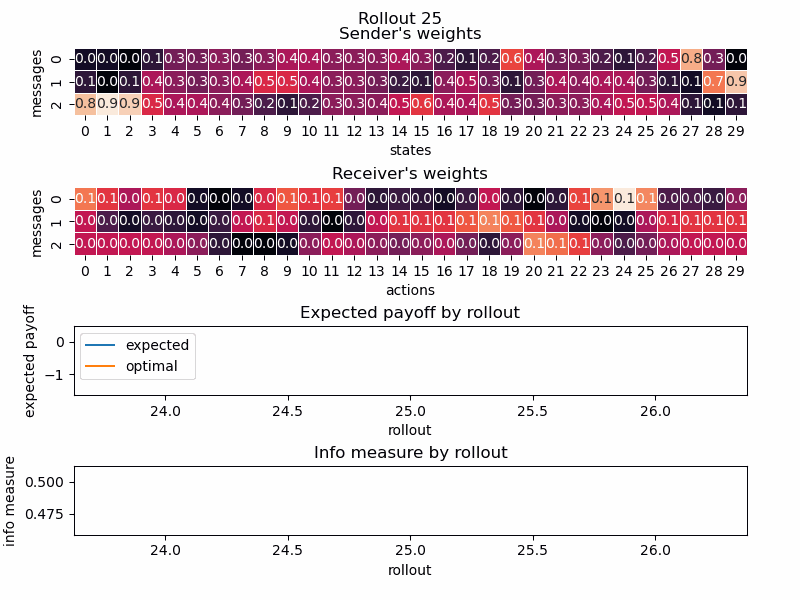 Rollout 25
Sender's weights
messages
0 0.0 0.0 0.0 0.1 0.3 0.3 0.3 0.3 0.3 0.4 0.4 0.3 0.3 0.3 0.4 0.3 0.2 0.1 0.2 0.6 0.4 0.3 0.3 0.2 0.1 0.2 0.5 0.8 0.3 0.0
1 0.1 0.0 0.1 0.4 0.3 0.3 0.3 0.4 0.5 0.5 0.4 0.3 0.3 0.3 0.2 0.1 0.4 0.5 0.3 0.1 0.3 0.4 0.4 0.4 0.4 0.3 0.1 0.1 0.7 0.9
2 0.8 0.9 0.9 0.5 0.4 0.4 0.4 0.3 0.2 0.1 0.2 0.3 0.3 0.4 0.5 0.6 0.4 0.4 0.5 0.3 0.3 0.3 0.3 0.4 0.5 0.5 0.4 0.1 0.1 0.1
0 1 2 3 4 5 6 7 8 9 10 11 12 13 14 15 16 17 18 19 20 21 22 23 24 25 26 27 28 29
states
Receiver's weights
messages
0 0.1 0.1 0.0 0.1 0.0 0.0 0.0 0.0 0.0 0.1 0.1 0.1 0.0 0.0 0.0 0.0 0.0 0.0 0.0 0.0 0.0 0.0 0.1 0.1 0.1 0.1 0.0 0.0 0.0 0.0
1 0.0 0.0 0.0 0.0 0.0 0.0 0.0 0.0 0.1 0.0 0.0 0.0 0.0 0.0 0.1 0.1 0.1 0.1 0.1 0.1 0.1 0.0 0.0 0.0 0.0 0.0 0.1 0.1 0.1 0.1
2 0.0 0.0 0.0 0.0 0.0 0.0 0.0 0.0 0.0 0.0 0.0 0.0 0.0 0.0 0.0 0.0 0.0 0.0 0.0 0.0 0.1 0.1 0.1 0.0 0.0 0.0 0.0 0.0 0.0 0.0
0 1 2 3 4 5 6 7 8 9 10 11 12 13 14 15 16 17 18 19 20 21 22 23 24 25 26 27 28 29
actions
Expected payoff by rollout
expected payoff
0
−1
expected
optimal
24.0 24.5 25.0 25.5 26.0
rollout
Info measure by rollout
info measure
0.500
0.475
24.0 24.5 25.0 25.5 26.0
rollout